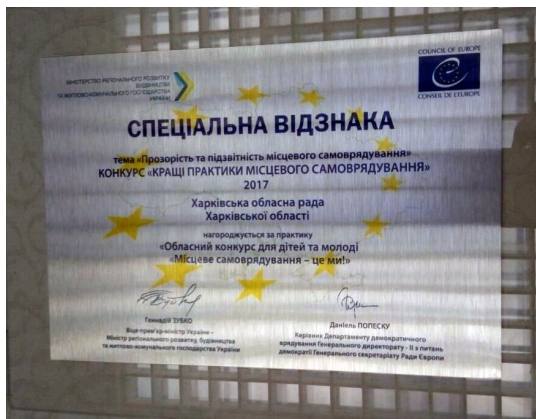 МІНІСТЕРСТВО РЕГІОНАЛЬНОГО РОЗВИТКУ
БУДІВНИЦТВА
ТА ЖИТЛОВО-КОМУНАЛЬНОГО ГОСПОДАРСТВА
УКРАЇНИ
COUNCIL OF EUROPE
CONSEIL DE L'EUROPE
СПЕЦІАЛЬНА ВІДЗНАКА
тема «Прозорість та підзвітність місцевого самоврядування»
КОНКУРС «КРАЩІ ПРАКТИКИ МІСЦЕВОГО САМОВРЯДУВАННЯ»
2017
Харківська обласна рада
Харківської області
нагороджується за практику
«Обласний конкурс для дітей та молоді
«Місцеве самоврядування – це ми!»
Геннадій ЗУБКО
Віце-прем'єр-міністр України –
Міністр регіонального розвитку, будівництва
та житлово-комунального господарства України
Даніель ПОПЕСКУ
Керівник Департаменту демократичного
врядування Генерального директорату - ІІ з питань
демократії Генерального секретаріату Ради Європи